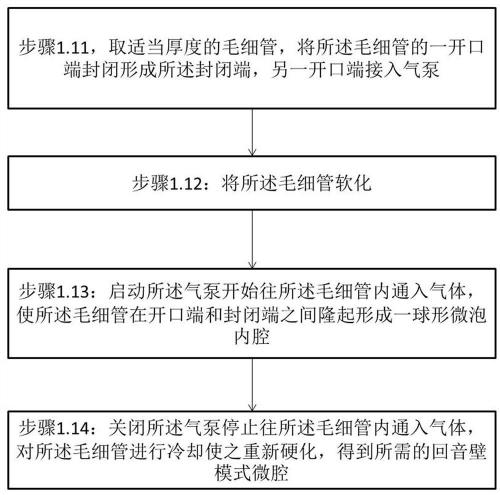 步骤1.11，取适当厚度的毛细管，将所述毛细管的一开口
端封闭形成所述封闭端，另一开口端接入气泵
步骤1.12：将所述毛细管软化
步骤1.13：启动所述气泵开始往所述毛细管内通入气体，
使所述毛细管在开口端和封闭端之间隆起形成一球形微泡
内腔
步骤1.14：关闭所述气泵停止往所述毛细管内通入气体，
对所述毛细管进行冷却使之重新硬化，得到所需的回音壁
模式微腔